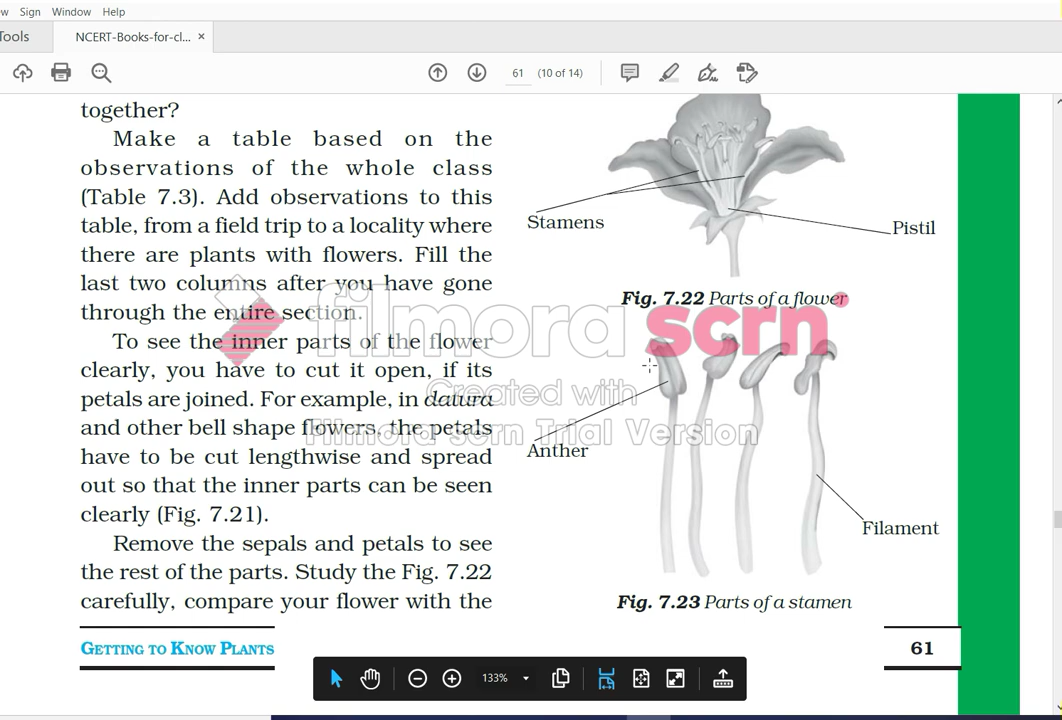 ew Sign Window Help
Tools NCERT-Books-for-cl... ×
61 (10 of 14)
together?
Make a table based on the
observations of the whole class
(Table 7.3). Add observations to this
table, from a field trip to a locality where
there are plants with flowers. Fill the
last two columns after you have gone
through the entire section.
To see the inner parts of the flower
clearly, you have to cut it open, if its
petals are joined. For example, in datura
and other bell shape flowers, the petals
have to be cut lengthwise and spread
out so that the inner parts can be seen
clearly (Fig. 7.21).
Remove the sepals and petals to see
the rest of the parts. Study the Fig. 7.22
carefully, compare your flower with the
Stamens
Pistil
Fig. 7.22 Parts of a flower
Anther
Filament
Fig. 7.23 Parts of a stamen
filmora scrn
Created with
Filmora scrn Trial Version
GETTING TO KNOW PLANTS
61
133%